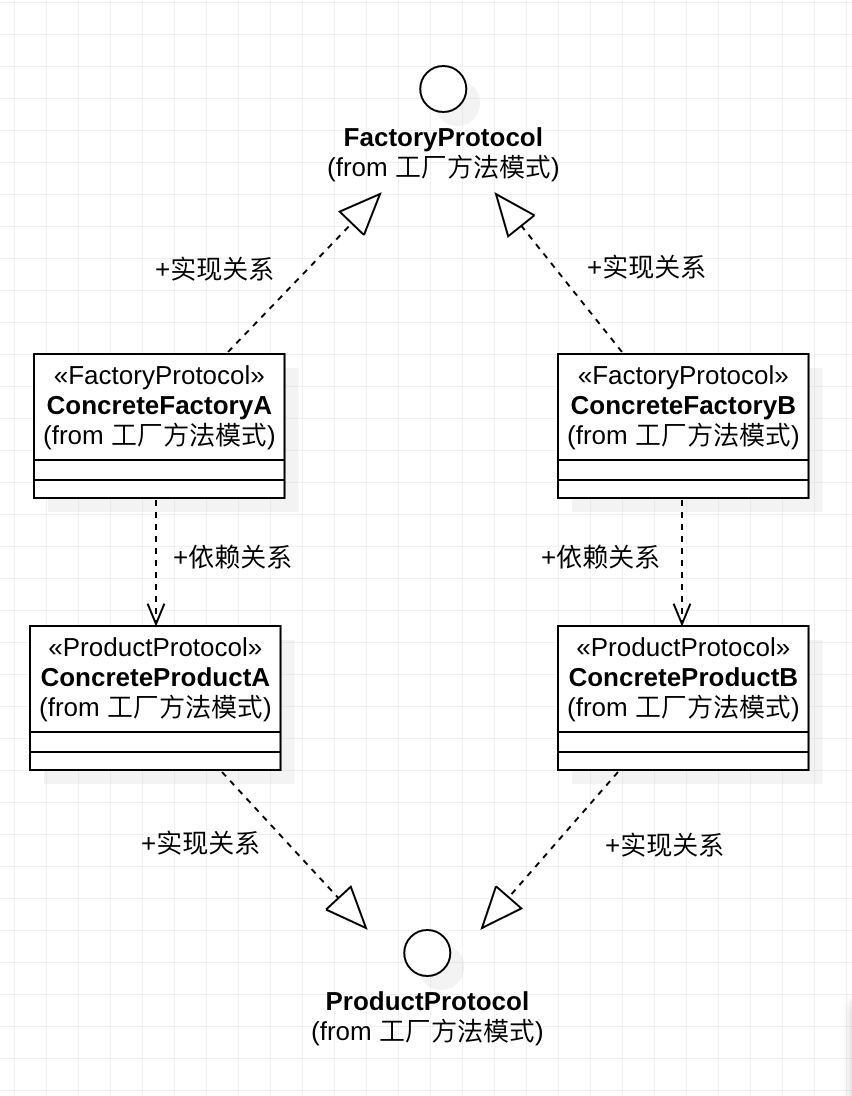 FactoryProtocol
(from 工厂方法模式)
+实现关系
+实现关系
«FactoryProtocol»
ConcreteFactoryA
(from 工厂方法模式)
«FactoryProtocol»
ConcreteFactoryB
(from 工厂方法模式)
+依赖关系
+依赖关系
«ProductProtocol»
ConcreteProductA
(from 工厂方法模式)
«ProductProtocol»
ConcreteProductB
(from 工厂方法模式)
+实现关系
+实现关系
ProductProtocol
(from 工厂方法模式)